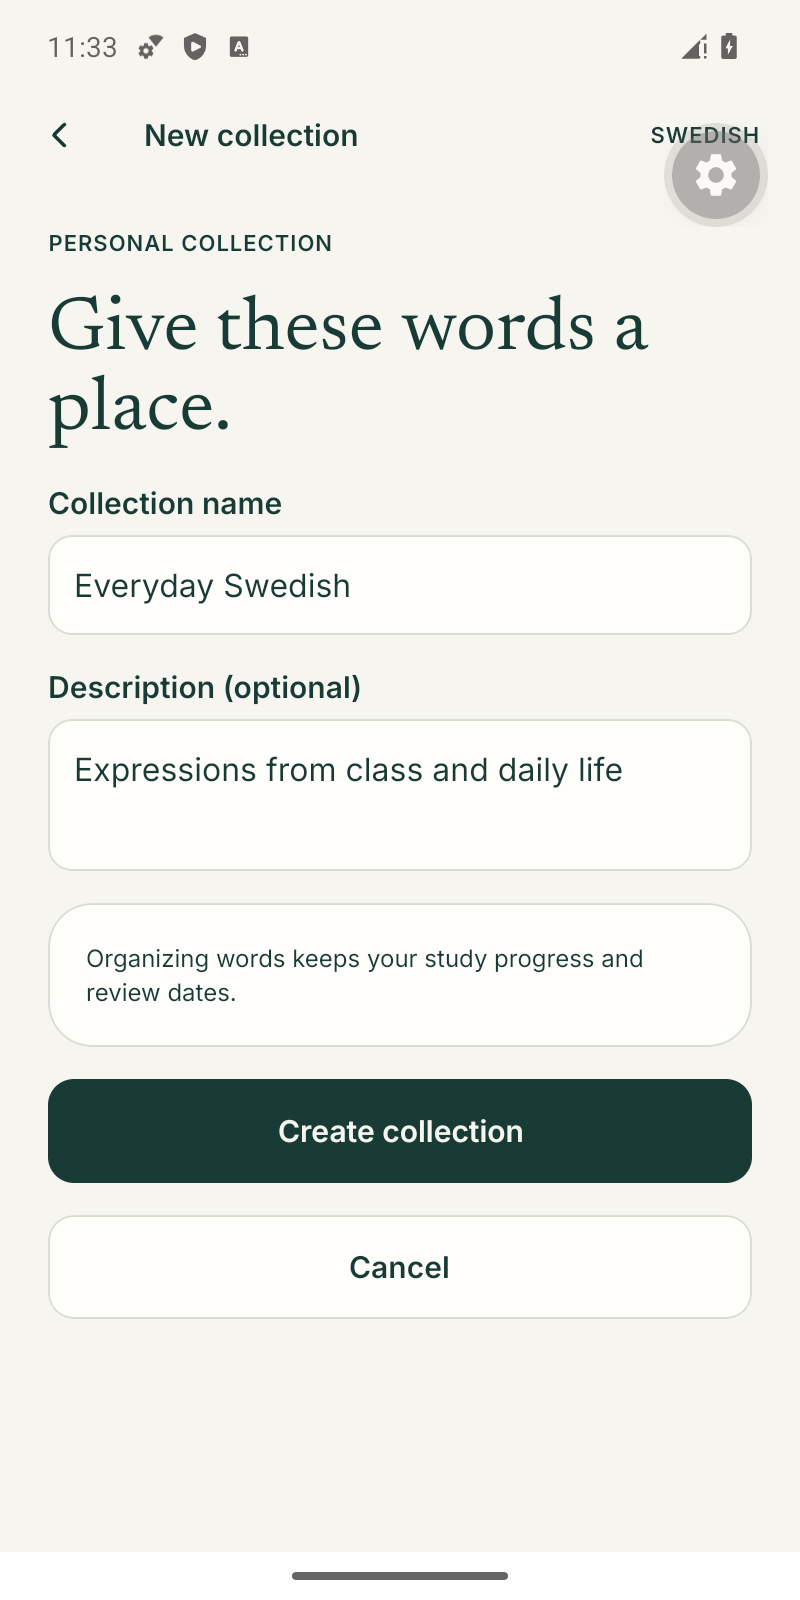 11:33
New collection
SWEDISH
PERSONAL COLLECTION
Give these words a
place.
Collection name
Everyday Swedish
Description (optional)
Expressions from class and daily life
Organizing words keeps your study progress and
review dates.
Create collection
Cancel